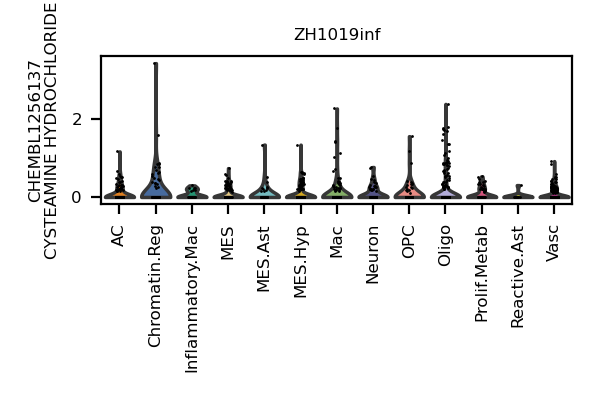 ZH1019inf
CHEMBL1256137
CYSTEAMINE HYDROCHLORIDE
2
0
AC
Chromatin.Reg
Inflammatory.Mac
MES
MES.Ast
MES.Hyp
Mac
Neuron
OPC
Oligo
Prolif.Metab
Reactive.Ast
Vasc